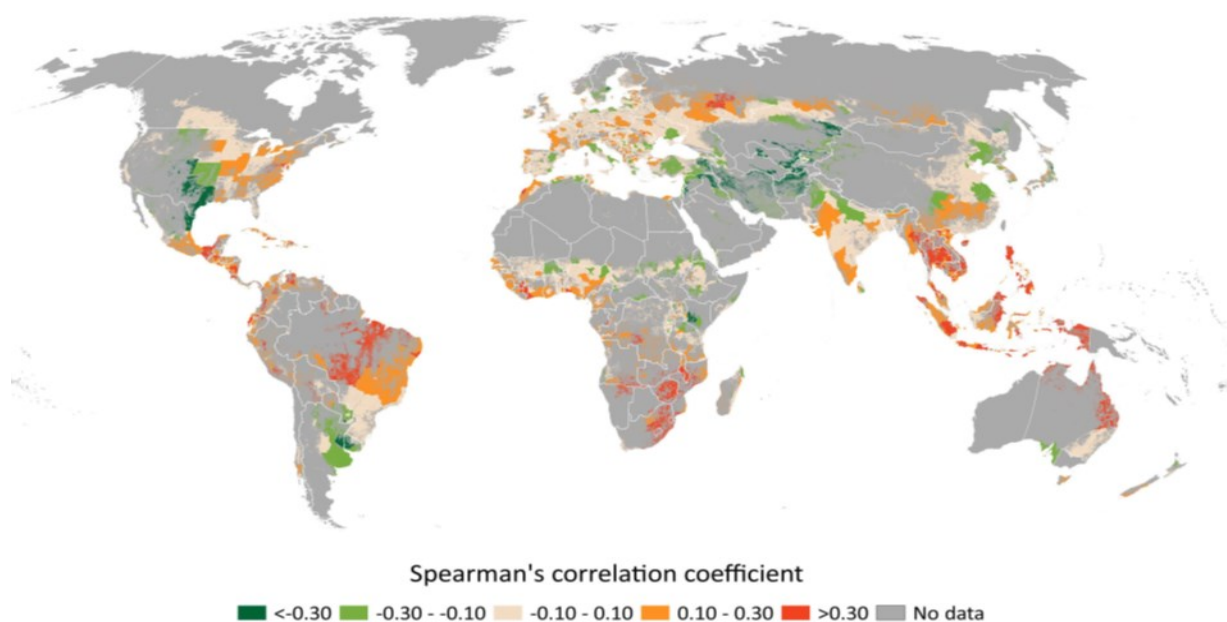 Spearman's correlation coefficient
<-0.30 -0.30 - -0.10 -0.10 - 0.10 0.10 - 0.30 >0.30 No data